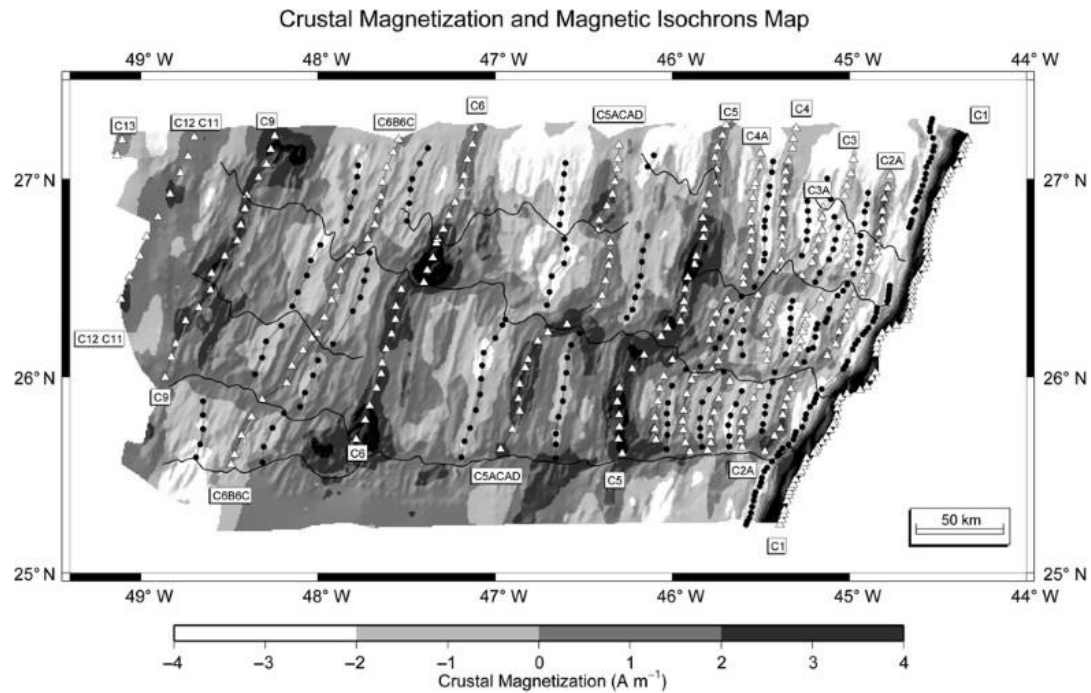 Crustal Magnetization and Magnetic Isochrons Map
49° W 48° W 47° W 46° W 45° W 44° W
C13 C12 C11 C9 C6B6C C6 C5ACAD C5 C4 C1
C4A C3 C2A
27° N 27° N
C3A
C12 C11
26° N 26° N
C9
C6 C5ACAD C5 C2A
C6B6C
50 km
C1
25° N 25° N
49° W 48° W 47° W 46° W 45° W 44° W
−4 −3 −2 −1 0 1 2 3 4
Crustal Magnetization (A m⁻¹)